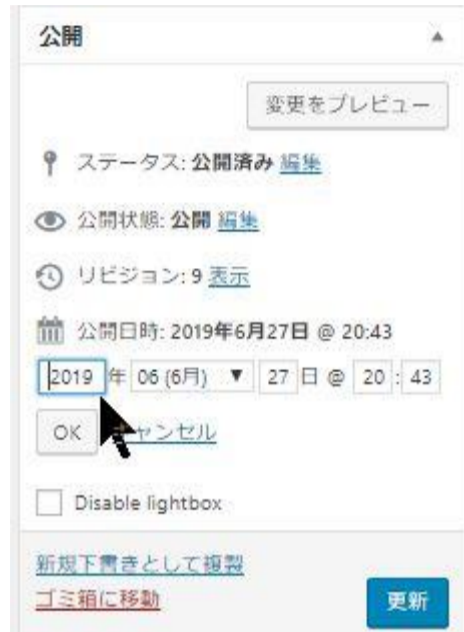 公開
変更をプレビュー
ステータス: 公開済み 編集
公開状態: 公開 編集
リビジョン: 9 表示
公開日時: 2019年6月27日 @ 20:43
2019 年 06 (6月) 27 日 @ 20 : 43
OK キャンセル
Disable lightbox
新規下書きとして複製
ゴミ箱に移動
更新